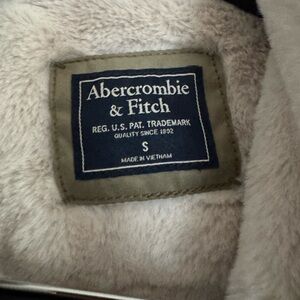 Abercrombie
& Fitch
REG. U.S. PAT. TRADEMARK
QUALITY SINCE 1892
S
MADE IN VIETNAM